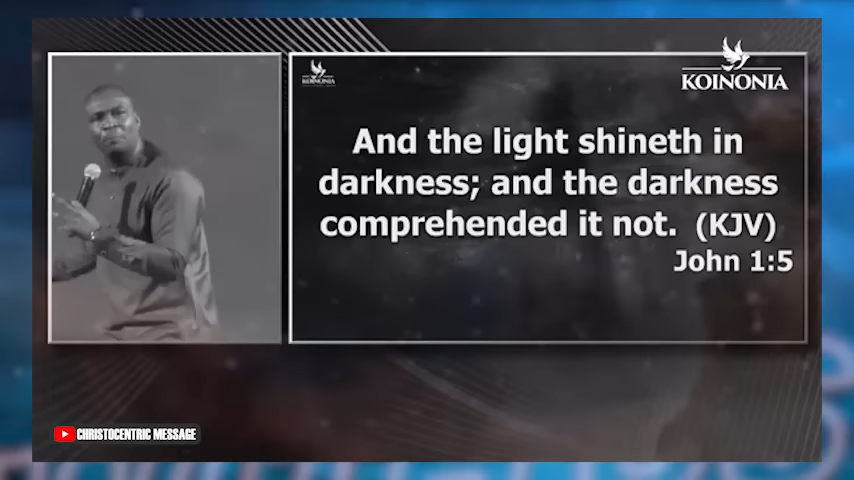 KOINONIA
KOINONIA
And the light shineth in
darkness; and the darkness
comprehended it not. (KJV)
John 1:5
CHRISTOCENTRIC MESSAGE